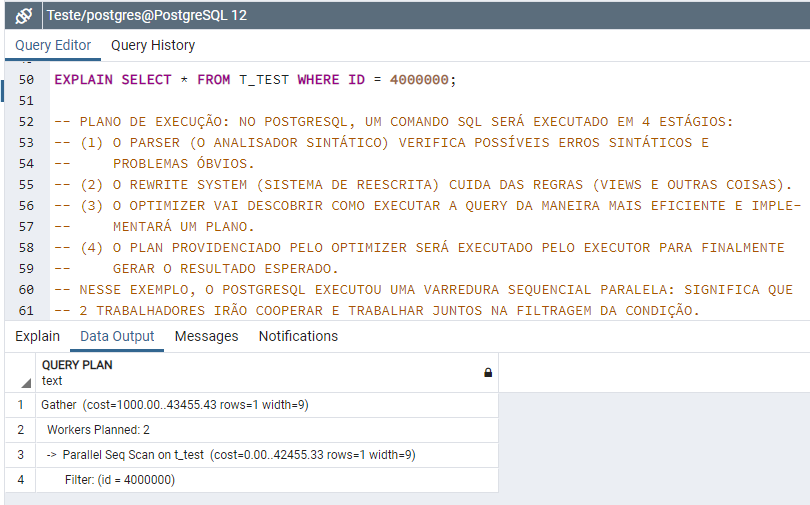 Teste/postgres@PostgreSQL 12
Query Editor Query History
50 EXPLAIN SELECT * FROM T_TEST WHERE ID = 4000000;
51
52 -- PLANO DE EXECUÇÃO: NO POSTGRESQL, UM COMANDO SQL SERÁ EXECUTADO EM 4 ESTÁGIOS:
53 -- (1) O PARSER (O ANALISADOR SINTÁTICO) VERIFICA POSSÍVEIS ERROS SINTÁTICOS E
54 -- PROBLEMAS ÓBVIOS.
55 -- (2) O REWRITE SYSTEM (SISTEMA DE REESCRITA) CUIDA DAS REGRAS (VIEWS E OUTRAS COISAS).
56 -- (3) O OPTIMIZER VAI DESCOBRIR COMO EXECUTAR A QUERY DA MANEIRA MAIS EFICIENTE E IMPLE-
57 -- MENTARÁ UM PLANO.
58 -- (4) O PLAN PROVIDENCIADO PELO OPTIMIZER SERÁ EXECUTADO PELO EXECUTOR PARA FINALMENTE
59 -- GERAR O RESULTADO ESPERADO.
60 -- NESSE EXEMPLO, O POSTGRESQL EXECUTOU UMA VARREDURA SEQUENCIAL PARALELA: SIGNIFICA QUE
61 -- 2 TRABALHADORES IRÃO COOPERAR E TRABALHAR JUNTOS NA FILTRAGEM DA CONDIÇÃO.
Explain Data Output Messages Notifications
QUERY PLAN
text
1 Gather (cost=1000.00..43455.43 rows=1 width=9)
2 Workers Planned: 2
3 -> Parallel Seq Scan on t_test (cost=0.00..42455.33 rows=1 width=9)
4 Filter: (id = 4000000)